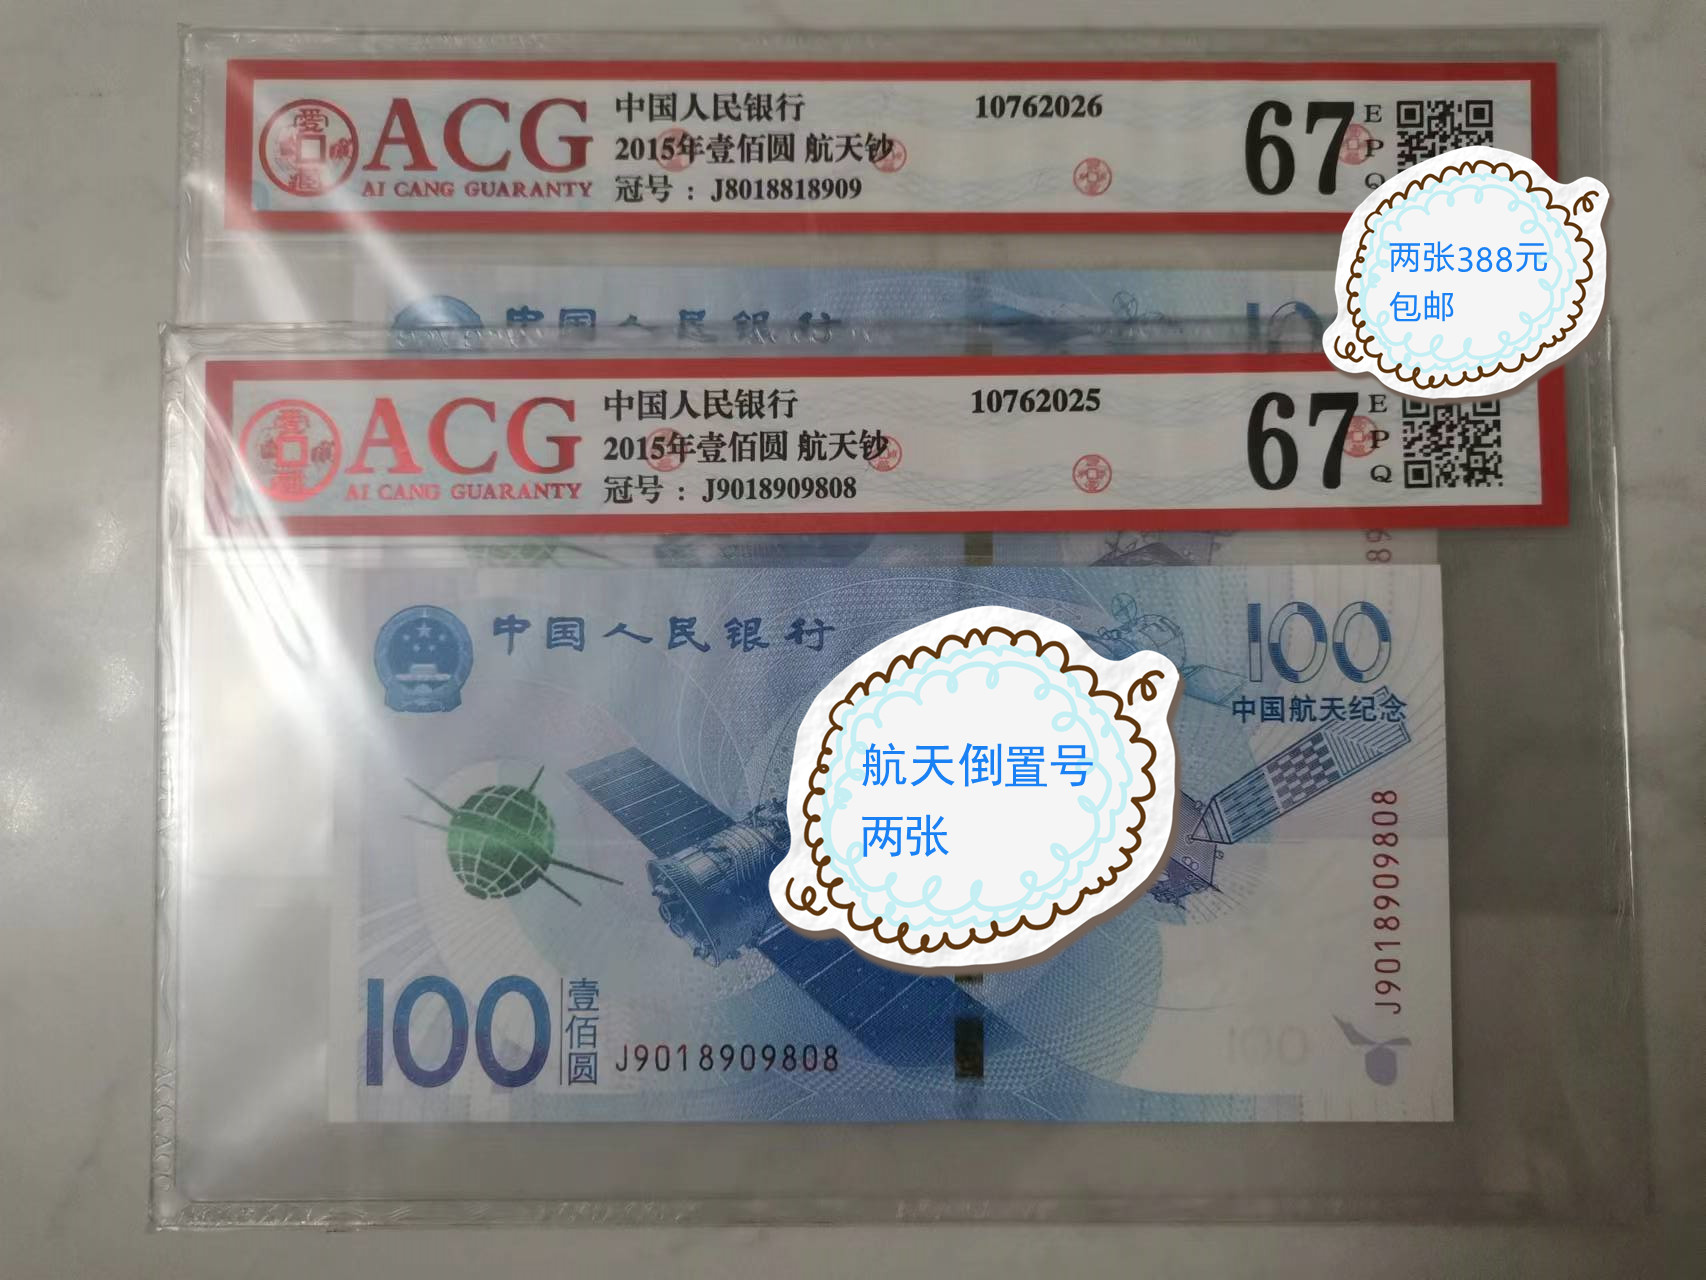 ACG
AI CANG GUARANTY
中国人民银行
2015年壹佰圆 航天钞
冠号 : J8018818909
10762026
67
EPQ
两张388元
包邮
中国人民银行
ACG
AI CANG GUARANTY
中国人民银行
2015年壹佰圆 航天钞
冠号 : J9018909808
10762025
67
EPQ
中国人民银行
100
中国航天纪念
航天倒置号
两张
J9018909808
100
壹佰圆
J9018909808